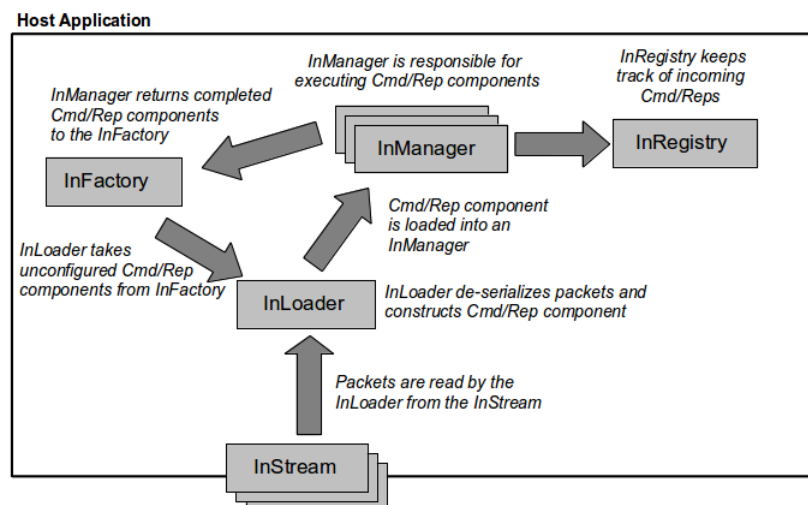 Host Application
InManager is responsible for
executing Cmd/Rep components
InRegistry keeps
track of incoming
Cmd/Reps
InManager returns completed
Cmd/Rep components
to the InFactory
InManager
InRegistry
InFactory
Cmd/Rep component
is loaded into an
InManager
InLoader takes
unconfigured Cmd/Rep
components from InFactory
InLoader
InLoader de-serializes packets and
constructs Cmd/Rep component
Packets are read by the
InLoader from the InStream
InStream